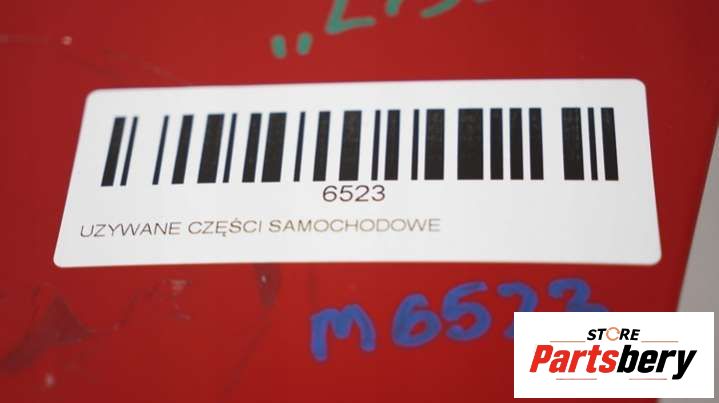 6523
UZYWANE CZĘŚCI SAMOCHODOWE
M6523
STORE
Partsbery